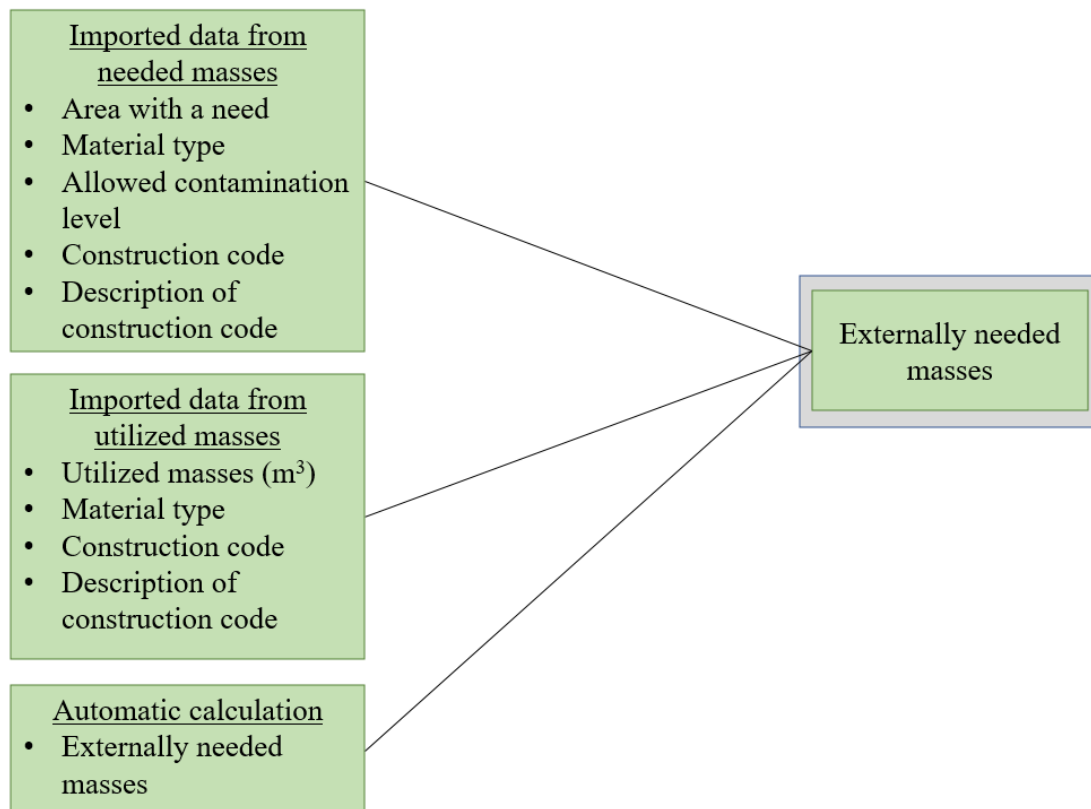 Imported data from
needed masses
• Area with a need
• Material type
• Allowed contamination
level
• Construction code
• Description of
construction code
Imported data from
utilized masses
• Utilized masses (m³)
• Material type
• Construction code
• Description of
construction code
Automatic calculation
• Externally needed
masses
Externally needed
masses